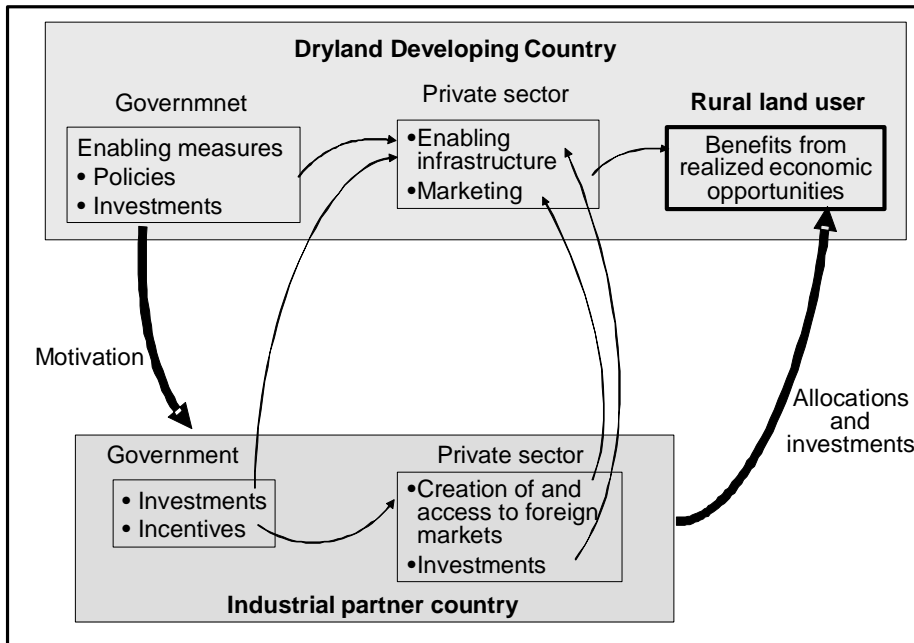 Dryland Developing Country
Governmnet
Enabling measures
• Policies
• Investments
Private sector
•Enabling
infrastructure
•Marketing
Rural land user
Benefits from
realized economic
opportunities
Motivation
Allocations
and
investments
Government
• Investments
• Incentives
Private sector
•Creation of and
access to foreign
markets
•Investments
Industrial partner country